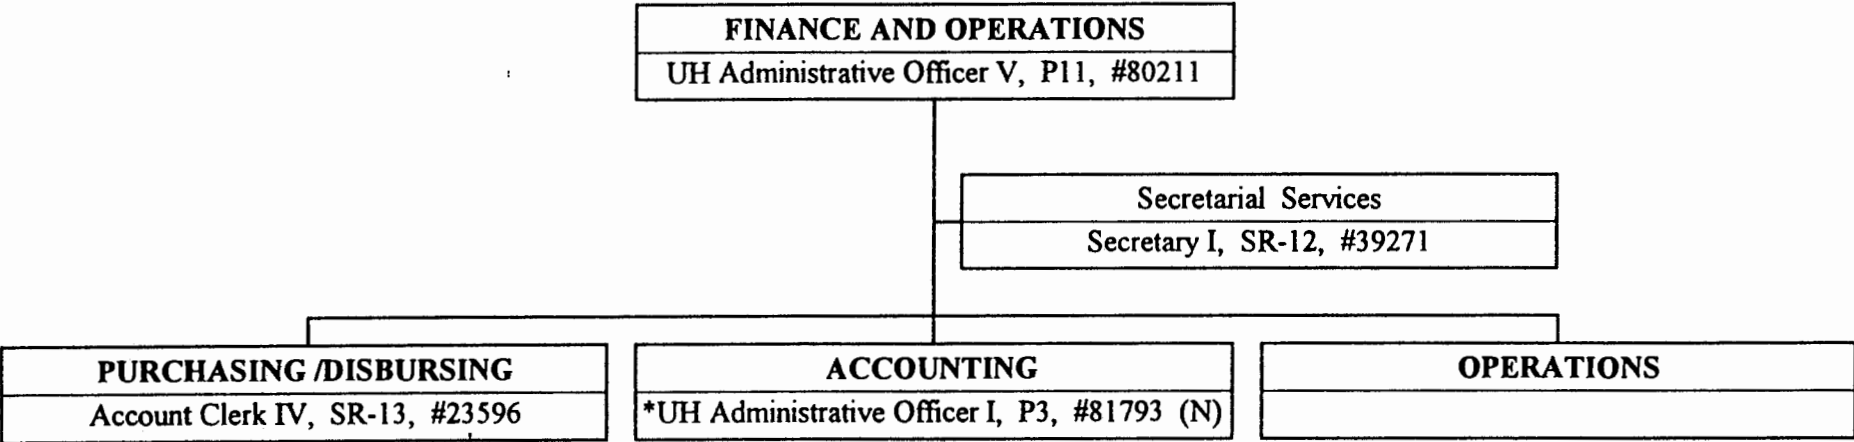 FINANCE AND OPERATIONS
UH Administrative Officer V, P11, #80211
Secretarial Services
Secretary I, SR-12, #39271
PURCHASING /DISBURSING
Account Clerk IV, SR-13, #23596
ACCOUNTING
*UH Administrative Officer I, P3, #81793 (N)
OPERATIONS